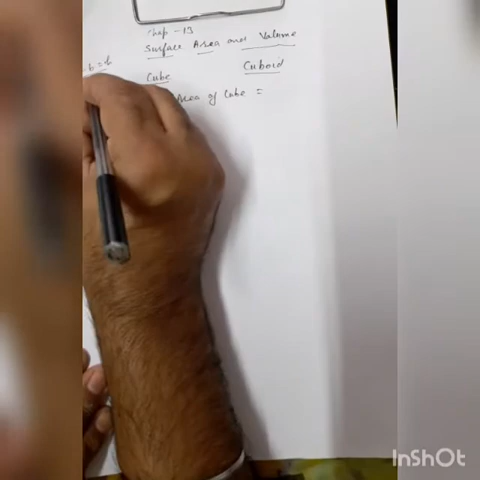 Chap - 13
Surface Area and Volume
b = h
Cube Cuboid
Area of Cube =
InShOt